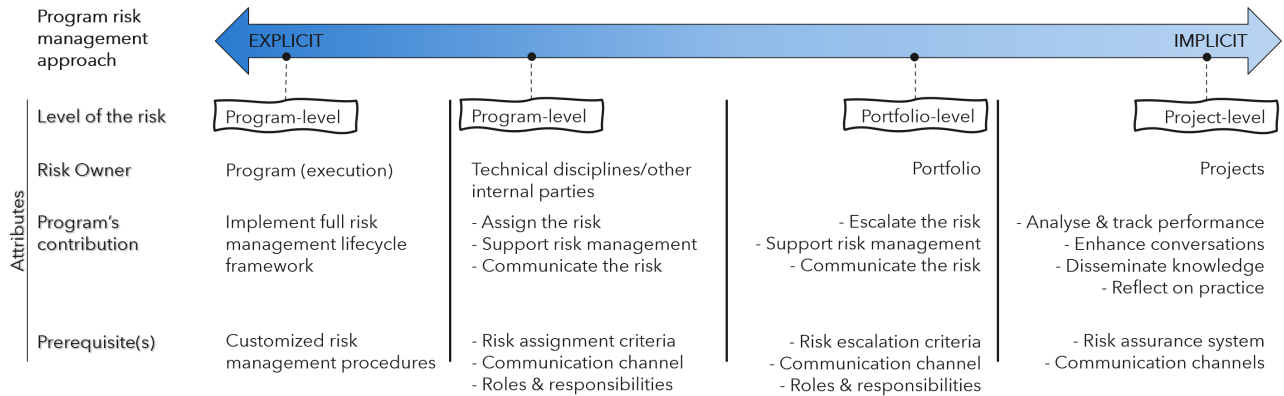 Program risk
management
approach
EXPLICIT
IMPLICIT
Attributes
Level of the risk
Program-level
Program-level
Portfolio-level
Project-level
Risk Owner
Program (execution)
Technical disciplines/other
internal parties
Portfolio
Projects
Program's
contribution
Implement full risk
management lifecycle
framework
- Assign the risk
- Support risk management
- Communicate the risk
- Escalate the risk
- Support risk management
- Communicate the risk
- Analyse & track performance
- Enhance conversations
- Disseminate knowledge
- Reflect on practice
Prerequisite(s)
Customized risk
management procedures
- Risk assignment criteria
- Communication channel
- Roles & responsibilities
- Risk escalation criteria
- Communication channel
- Roles & responsibilities
- Risk assurance system
- Communication channels